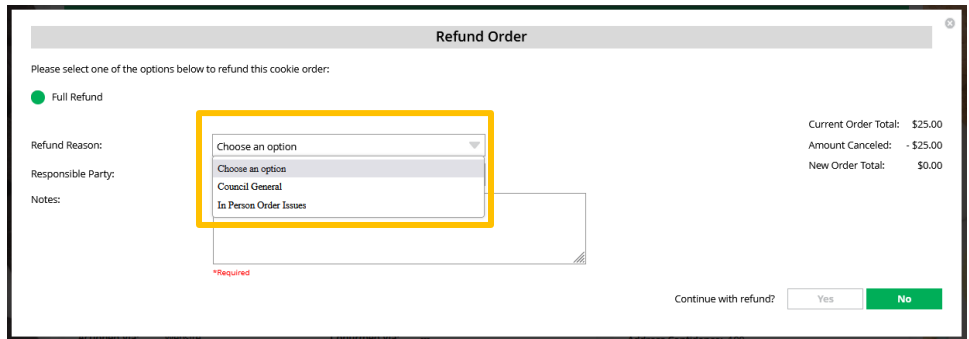 Refund Order
Please select one of the options below to refund this cookie order:
Full Refund
Current Order Total: $25.00
Refund Reason:
Choose an option
Amount Canceled: - $25.00
Choose an option
New Order Total: $0.00
Responsible Party:
Council General
Notes:
In Person Order Issues
*Required
Continue with refund?
Yes
No